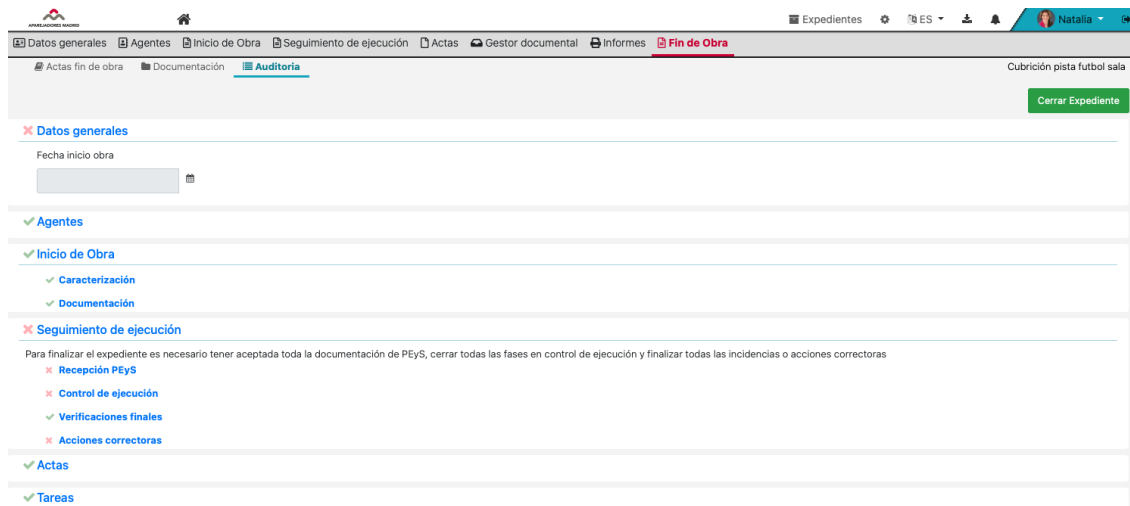 APAREJADORES MADRID
Expedientes ES Natalia
Datos generales Agentes Inicio de Obra Seguimiento de ejecución Actas Gestor documental Informes Fin de Obra
Actas fin de obra Documentación Auditoria Cubrición pista futbol sala
Cerrar Expediente
Datos generales
Fecha inicio obra
Agentes
Inicio de Obra
Caracterización
Documentación
Seguimiento de ejecución
Para finalizar el expediente es necesario tener aceptada toda la documentación de PEyS, cerrar todas las fases en control de ejecución y finalizar todas las incidencias o acciones correctoras
Recepción PEyS
Control de ejecución
Verificaciones finales
Acciones correctoras
Actas
Tareas